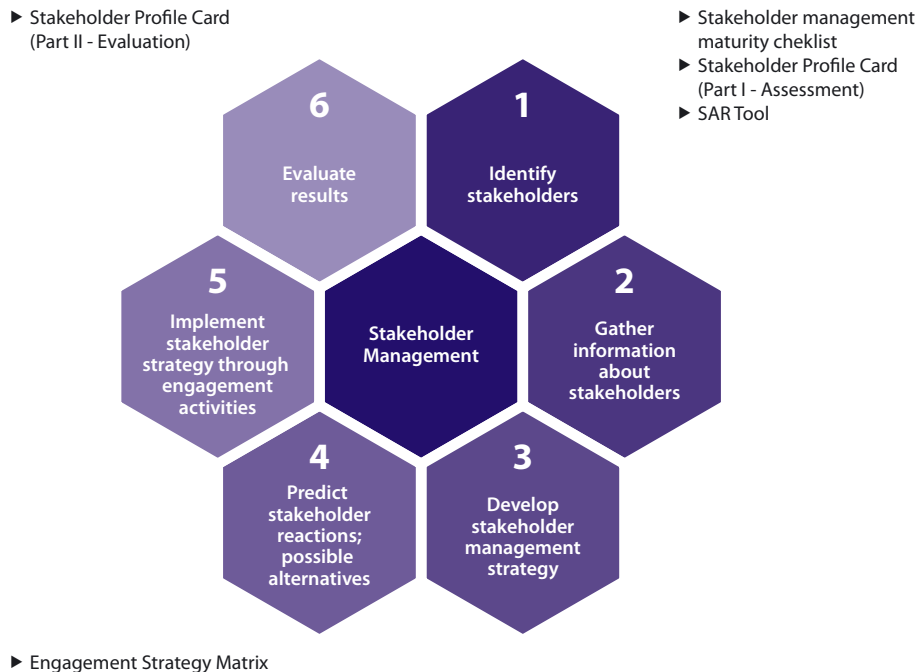 ▶ Stakeholder Profile Card
(Part II - Evaluation)
▶ Stakeholder management
maturity cheklist
▶ Stakeholder Profile Card
(Part I - Assessment)
▶ SAR Tool
6
Evaluate
results
1
Identify
stakeholders
5
Implement
stakeholder
strategy through
engagement
activities
Stakeholder
Management
2
Gather
information
about
stakeholders
4
Predict
stakeholder
reactions;
possible
alternatives
3
Develop
stakeholder
management
strategy
▶ Engagement Strategy Matrix